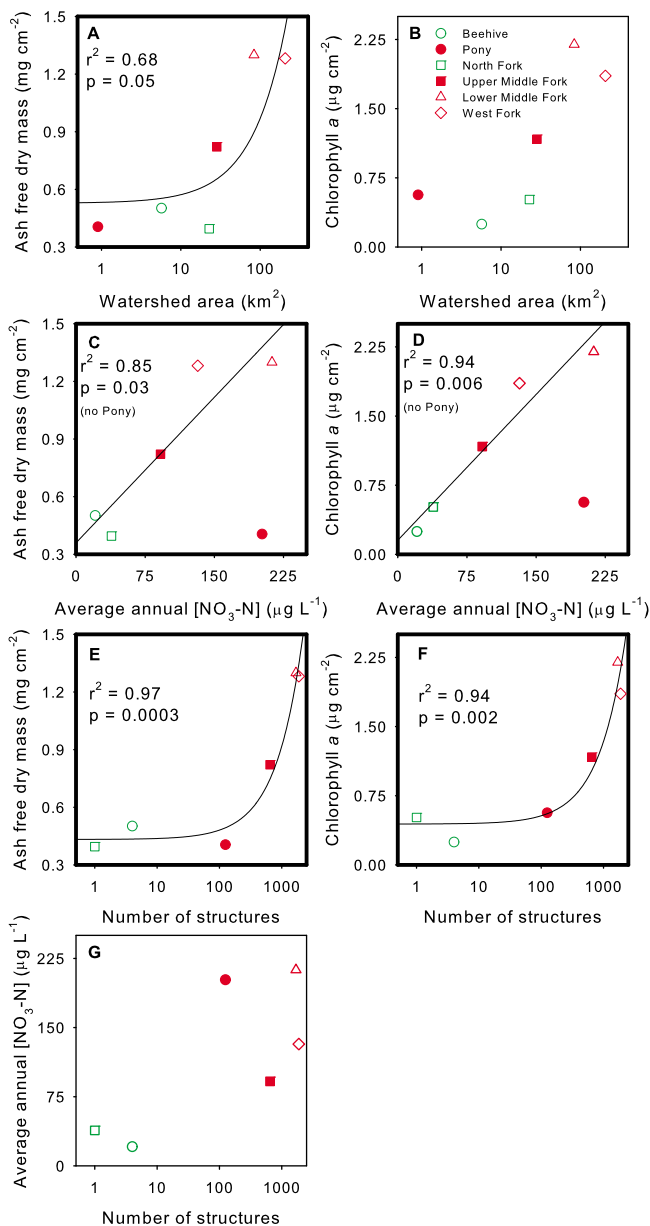 A
r² = 0.68
p = 0.05
Ash free dry mass (mg cm⁻²)
1.5
1.2
0.9
0.6
0.3
1
10
100
Watershed area (km²)
B
Beehive
Pony
North Fork
Upper Middle Fork
Lower Middle Fork
West Fork
Chlorophyll a (μg cm⁻²)
2.25
1.50
0.75
0.00
1
10
100
Watershed area (km²)
C
r² = 0.85
p = 0.03
(no Pony)
Ash free dry mass (mg cm⁻²)
1.5
1.2
0.9
0.6
0.3
0
75
150
225
Average annual [NO₃-N] (μg L⁻¹)
D
r² = 0.94
p = 0.006
(no Pony)
Chlorophyll a (μg cm⁻²)
2.25
1.50
0.75
0.00
0
75
150
225
Average annual [NO₃-N] (μg L⁻¹)
E
r² = 0.97
p = 0.0003
Ash free dry mass (mg cm⁻²)
1.5
1.2
0.9
0.6
0.3
1
10
100
1000
Number of structures
F
r² = 0.94
p = 0.002
Chlorophyll a (μg cm⁻²)
2.25
1.50
0.75
0.00
1
10
100
1000
Number of structures
G
Average annual [NO₃-N] (μg L⁻¹)
225
150
75
0
1
10
100
1000
Number of structures